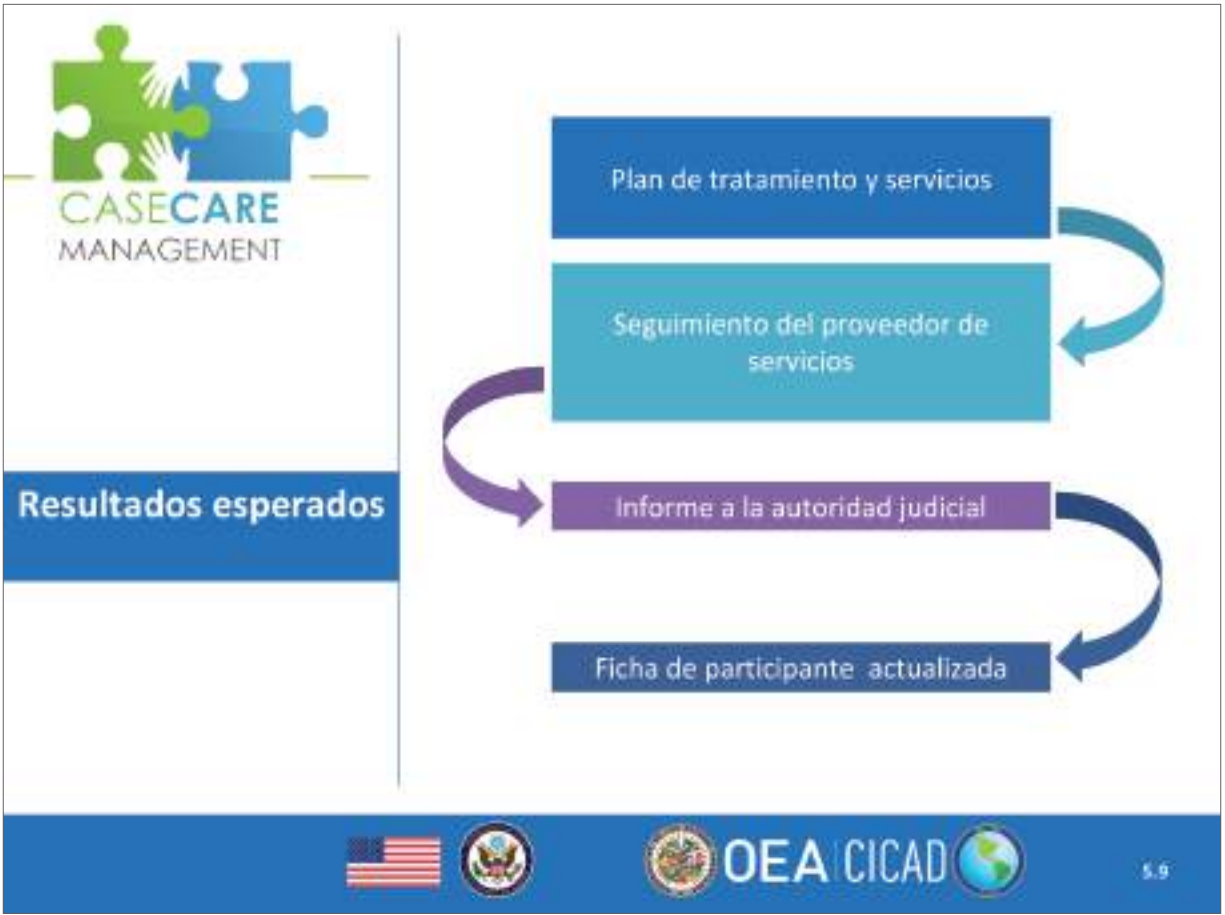 CASECARE
MANAGEMENT
Resultados esperados
Plan de tratamiento y servicios
Seguimiento del proveedor de
servicios
Informe a la autoridad judicial
Ficha de participante actualizada
OEA CICAD
5.9